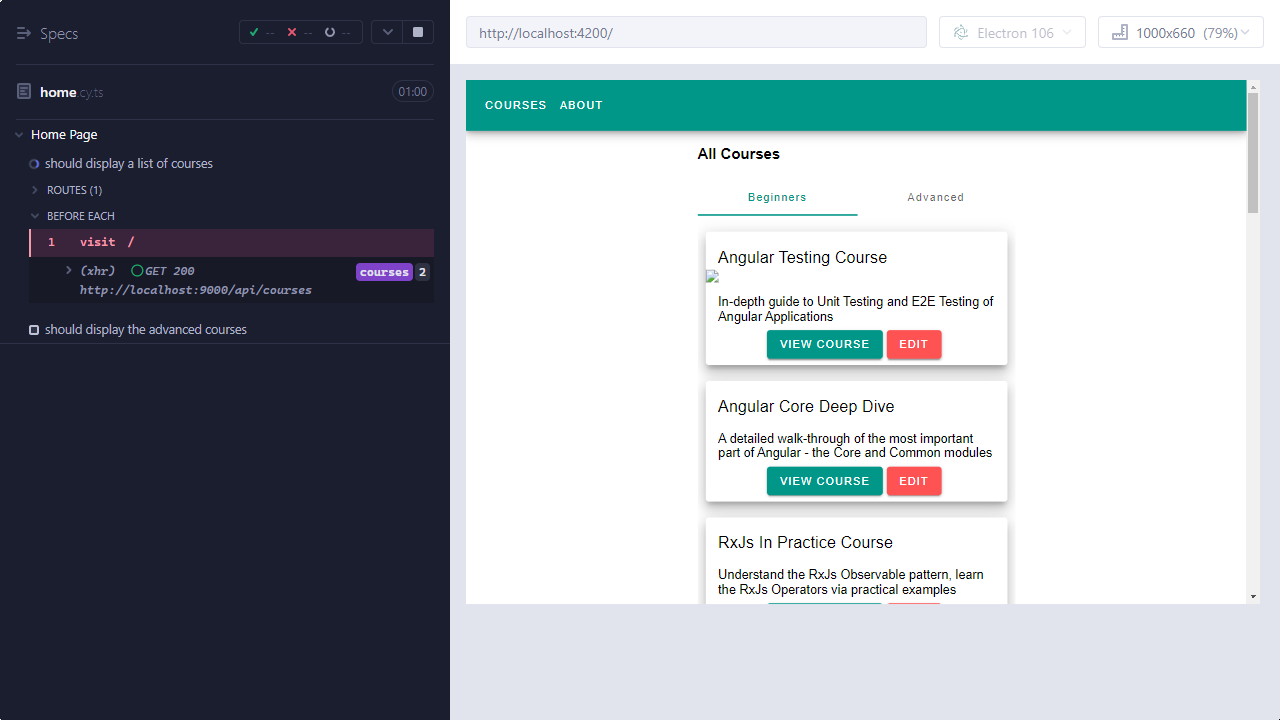 Specs
-- -- --
http://localhost:4200/
Electron 106
1000x660 (79%)
home.cy.ts
01:00
Home Page
should display a list of courses
ROUTES (1)
BEFORE EACH
1 visit /
(xhr) GET 200
http://localhost:9000/api/courses
courses 2
should display the advanced courses
COURSES ABOUT
All Courses
Beginners Advanced
Angular Testing Course
In-depth guide to Unit Testing and E2E Testing of
Angular Applications
VIEW COURSE EDIT
Angular Core Deep Dive
A detailed walk-through of the most important
part of Angular - the Core and Common modules
VIEW COURSE EDIT
RxJs In Practice Course
Understand the RxJs Observable pattern, learn
the RxJs Operators via practical examples